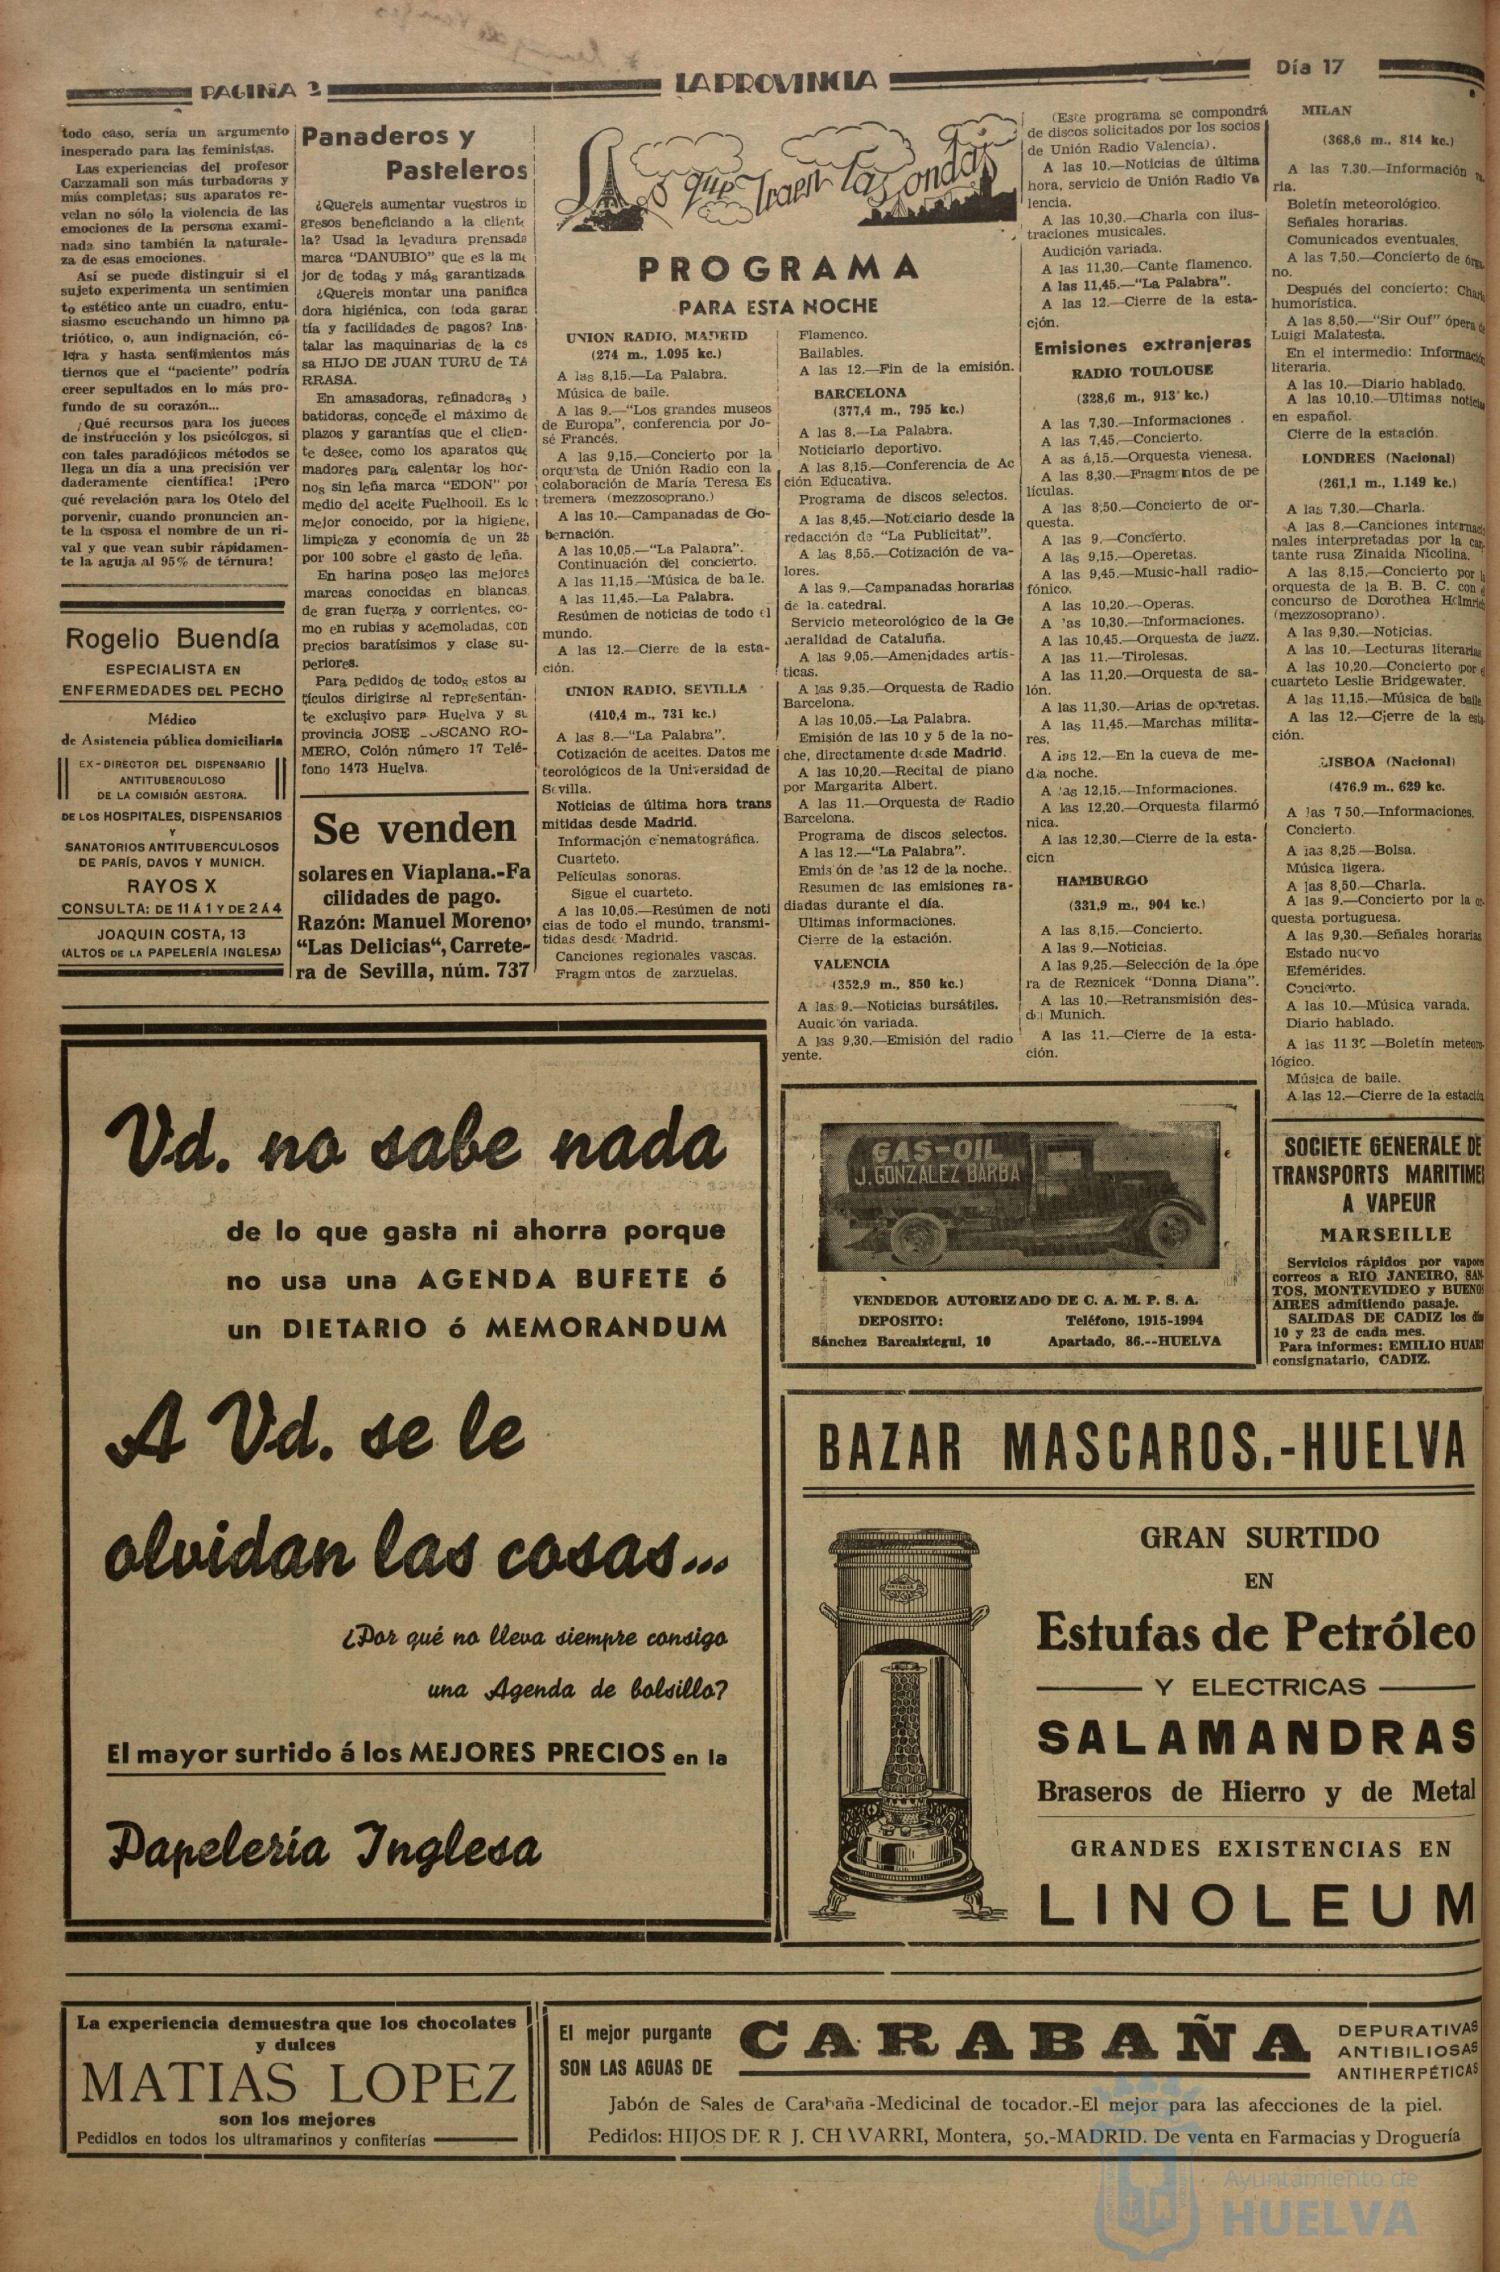 PAGINA 2
LA PROVINCIA
Día 17
todo caso, sería un argumento
inesperado para las feministas.
Las experiencias del profesor
Cazzamali son más turbadoras y
más completas; sus aparatos re-
velan no sólo la violencia de las
emociones de la persona exami-
nada sino también la naturale-
za de esas emociones.
Así se puede distinguir si el
sujeto experimenta un sentimien
to estético ante un cuadro, entu-
siasmo escuchando un himno pa
triótico, o, aun indignación, có-
lera y hasta sentimientos más
tiernos que el "paciente" podría
creer sepultados en lo más pro-
fundo de su corazón...
¡Qué recursos para los jueces
de instrucción y los psicólogos, si
con tales paradójicos métodos se
llega un día a una precisión ver
daderamente científica! ¡Pero
qué revelación para los Otelo del
porvenir, cuando pronuncien an-
te la esposa el nombre de un ri-
val y que vean subir rápidamen-
te la aguja al 95% de térnura!
Rogelio Buendía
ESPECIALISTA EN
ENFERMEDADES DEL PECHO
Médico
de Asistencia pública domiciliaria
EX-DIRECTOR DEL DISPENSARIO
ANTITUBERCULOSO
DE LA COMISIÓN GESTORA.
DE LOS HOSPITALES, DISPENSARIOS
Y
SANATORIOS ANTITUBERCULOSOS
DE PARÍS, DAVOS Y MUNICH.
RAYOS X
CONSULTA: DE 11 Á 1 Y DE 2 Á 4
JOAQUIN COSTA, 13
(ALTOS DE LA PAPELERÍA INGLESA)
Panaderos y
Pasteleros
¿Quereis aumentar vuestros in
gresos beneficiando a la cliente
la? Usad la levadura prensada
marca "DANUBIO" que es la me
jor de todas y más garantizada
¿Quereis montar una panifica
dora higiénica, con toda garan
tía y facilidades de pagos? Ins-
talar las maquinarias de la ca
sa HIJO DE JUAN TURU de TA
RRASA.
En amasadoras, refinadoras y
batidoras, concede el máximo de
plazos y garantías que el clien-
te desee, como los aparatos que
madores para calentar los hor-
nos sin leña marca "EDON" por
medio del aceite Fuelhooil. Es lo
mejor conocido, por la higiene,
limpieza y economía de un 25
por 100 sobre el gasto de leña.
En harina poseo las mejores
marcas conocidas en blancas
de gran fuerza y corrientes, co-
mo en rubias y acemoladas, con
precios baratísimos y clase su-
periores.
Para pedidos de todos estos ar
tículos dirigirse al representan-
te exclusivo para Huelva y su
provincia JOSE TOSCANO RO-
MERO, Colón número 17 Telé-
fono 1473 Huelva.
Se venden
solares en Viaplana.-Fa
cilidades de pago.
Razón: Manuel Moreno,
"Las Delicias", Carrete-
ra de Sevilla, núm. 737
Lo que traen las ondas
PROGRAMA
PARA ESTA NOCHE
UNION RADIO, MADRID
(274 m., 1.095 kc.)
A las 8,15.—La Palabra.
Música de baile.
A las 9.—"Los grandes museos
de Europa", conferencia por Jo-
sé Francés.
A las 9,15.—Concierto por la
orquesta de Unión Radio con la
colaboración de María Teresa Es
tremera (mezzosoprano.)
A las 10.—Campanadas de Go-
bernación.
A las 10,05.—"La Palabra".
Continuación del concierto.
A las 11,15.—Música de baile.
A las 11,45.—La Palabra.
Resúmen de noticias de todo el
mundo.
A las 12.—Cierre de la esta-
ción.
UNION RADIO, SEVILLA
(410,4 m., 731 kc.)
A las 8.—"La Palabra.
Cotización de aceites. Datos me
teorológicos de la Universidad de
Sevilla.
Noticias de última hora trans
mitidas desde Madrid.
Información cinematográfica.
Cuarteto.
Películas sonoras.
Sigue el cuarteto.
A las 10,05.—Resúmen de noti
cias de todo el mundo, transmi-
tidas desde Madrid.
Canciones regionales vascas.
Fragmentos de zarzuelas.
Flamenco.
Bailables.
A las 12.—Fin de la emisión.
BARCELONA
(377,4 m., 795 kc.)
A las 8.—La Palabra.
Noticiario deportivo.
A las 8,15.—Conferencia de Ac
ción Educativa.
Programa de discos selectos.
A las 8,45.—Noticiario desde la
redacción de "La Publicitat".
A las 8,55.—Cotización de va-
lores.
A las 9.—Campanadas horarias
de la catedral.
Servicio meteorológico de la Ge
neralidad de Cataluña.
A las 9,05.—Amenidades artís-
ticas.
A las 9,35.—Orquesta de Radio
Barcelona.
A las 10,05.—La Palabra.
Emisión de las 10 y 5 de la no-
che, directamente desde Madrid.
A las 10,20.—Recital de piano
por Margarita Albert.
A las 11.—Orquesta de Radio
Barcelona.
Programa de discos selectos.
A las 12.—"La Palabra".
Emisión de las 12 de la noche.
Resumen de las emisiones ra-
diadas durante el día.
Ultimas informaciones.
Cierre de la estación.
VALENCIA
(352,9 m., 850 kc.)
A las 9.—Noticias bursátiles.
Audición variada.
A las 9,30.—Emisión del radio
yente.
(Este programa se compondrá
de discos solicitados por los socios
de Unión Radio Valencia).
A las 10.—Noticias de última
hora, servicio de Unión Radio Va
lencia.
A las 10,30.—Charla con ilus-
traciones musicales.
Audición variada.
A las 11,30.—Cante flamenco.
A las 11,45.—"La Palabra".
A las 12.—Cierre de la esta-
ción.
Emisiones extranjeras
RADIO TOULOUSE
(328,6 m., 913 kc.)
A las 7,30.—Informaciones.
A las 7,45.—Concierto.
A as á,15.—Orquesta vienesa.
A las 8,30.—Fragmentos de pe
lículas.
A las 8,50.—Concierto de or-
questa.
A las 9.—Concierto.
A las 9,15.—Operetas.
A las 9,45.—Music-hall radio-
fónico.
A las 10,20.—Operas.
A las 10,30.—Informaciones.
A las 10,45.—Orquesta de jazz.
A las 11.—Tirolesas.
A las 11,20.—Orquesta de sa-
lón.
A las 11,30.—Arias de operetas.
A las 11,45.—Marchas milita-
res.
A las 12.—En la cueva de me-
dia noche.
A las 12,15.—Informaciones.
A las 12,20.—Orquesta filarmó
nica.
A las 12,30.—Cierre de la esta-
cien
HAMBURGO
(331,9 m., 904 kc.)
A las 8,15.—Concierto.
A las 9.—Noticias.
A las 9,25.—Selección de la ópe
ra de Reznicek "Donna Diana".
A las 10.—Retransmisión des-
de Munich.
A las 11.—Cierre de la esta-
ción.
MILAN
(368,6 m., 814 kc.)
A las 7,30.—Información va
ria.
Boletín meteorológico.
Señales horarias.
Comunicados eventuales.
A las 7,50.—Concierto de órga
no.
Después del concierto: Charla
humorística.
A las 8,50.—"Sir Ouf" ópera de
Luigi Malatesta.
En el intermedio: Información
literaria.
A las 10.—Diario hablado.
A las 10,10.—Ultimas noticias
en español.
Cierre de la estación.
LONDRES (Nacional)
(261,1 m., 1.149 kc.)
A las 7,30.—Charla.
A las 8.—Canciones internacio
nales interpretadas por la can
tante rusa Zinaida Nicolina.
A las 8,15.—Concierto por la
orquesta de la B. B. C. con el
concurso de Dorothea Helmrich
(mezzosoprano).
A las 9,30.—Noticias.
A las 10.—Lecturas literarias
A las 10,20.—Concierto por el
cuarteto Leslie Bridgewater.
A las 11,15.—Música de baile
A las 12.—Cierre de la esta
ción.
LISBOA (Nacional)
(476,9 m., 629 kc.
A las 7 50.—Informaciones.
Concierto.
A las 8,25.—Bolsa.
Música ligera.
A las 8,50.—Charla.
A las 9.—Concierto por la or
questa portuguesa.
A las 9,30.—Señales horarias
Estado nuevo
Efemérides.
Concierto.
A las 10.—Música varada.
Diario hablado.
A las 11 30—Boletín meteoro
lógico.
Música de baile.
A las 12.—Cierre de la estación
Vd. no sabe nada
de lo que gasta ni ahorra porque
no usa una AGENDA BUFETE ó
un DIETARIO ó MEMORANDUM
A Vd. se le
olvidan las cosas...
¿Por qué no lleva siempre consigo
una Agenda de bolsillo?
El mayor surtido á los MEJORES PRECIOS en la
Papelería Inglesa
GAS-OIL
J. GONZALEZ BARBA
VENDEDOR AUTORIZADO DE C. A. M. P. S. A.
DEPOSITO: Teléfono, 1915-1994
Sánchez Barcaiztegui, 10 Apartado, 86.--HUELVA
SOCIETE GENERALE DE
TRANSPORTS MARITIMES
A VAPEUR
MARSEILLE
Servicios rápidos por vapores
correos a RIO JANEIRO, SAN-
TOS, MONTEVIDEO y BUENOS
AIRES admitiendo pasaje.
SALIDAS DE CADIZ los días
10 y 23 de cada mes.
Para informes: EMILIO HUART
consignatario, CADIZ.
BAZAR MASCAROS.-HUELVA
GRAN SURTIDO
EN
Estufas de Petróleo
Y ELECTRICAS
SALAMANDRAS
Braseros de Hierro y de Metal
GRANDES EXISTENCIAS EN
LINOLEUM
La experiencia demuestra que los chocolates
y dulces
MATIAS LOPEZ
son los mejores
Pedidlos en todos los ultramarinos y confiterías
El mejor purgante
SON LAS AGUAS DE
CARABAÑA
DEPURATIVAS
ANTIBILIOSAS
ANTIHERPÉTICAS
Jabón de Sales de Carabaña-Medicinal de tocador.-El mejor para las afecciones de la piel.
Pedidos: HIJOS DE R. J. CHAVARRI, Montera, 50.-MADRID. De venta en Farmacias y Droguería
Ayuntamiento de
HUELVA